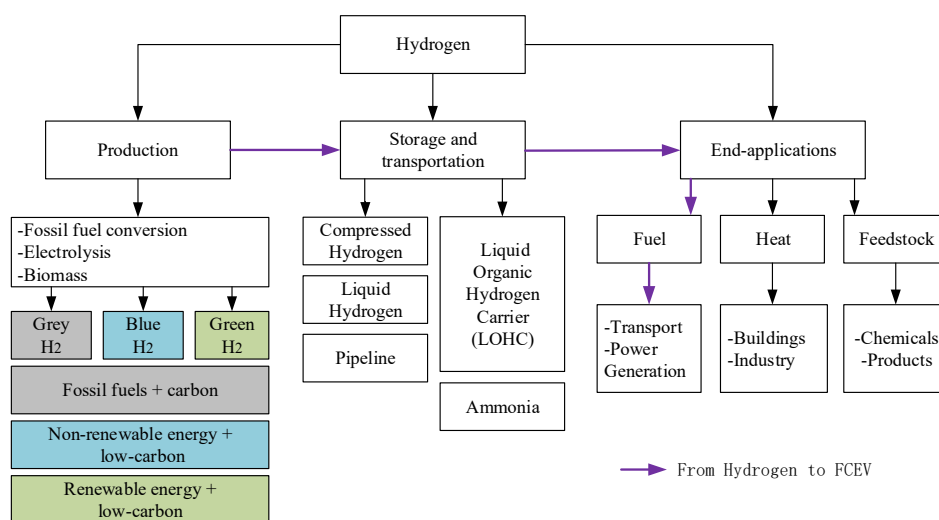 Hydrogen
Production
Storage and
transportation
End-applications
-Fossil fuel conversion
-Electrolysis
-Biomass
Grey
H2
Blue
H2
Green
H2
Fossil fuels + carbon
Non-renewable energy +
low-carbon
Renewable energy +
low-carbon
Compressed
Hydrogen
Liquid
Hydrogen
Pipeline
Liquid
Organic
Hydrogen
Carrier
(LOHC)
Ammonia
Fuel
Heat
Feedstock
-Transport
-Power
Generation
-Buildings
-Industry
-Chemicals
-Products
From Hydrogen to FCEV